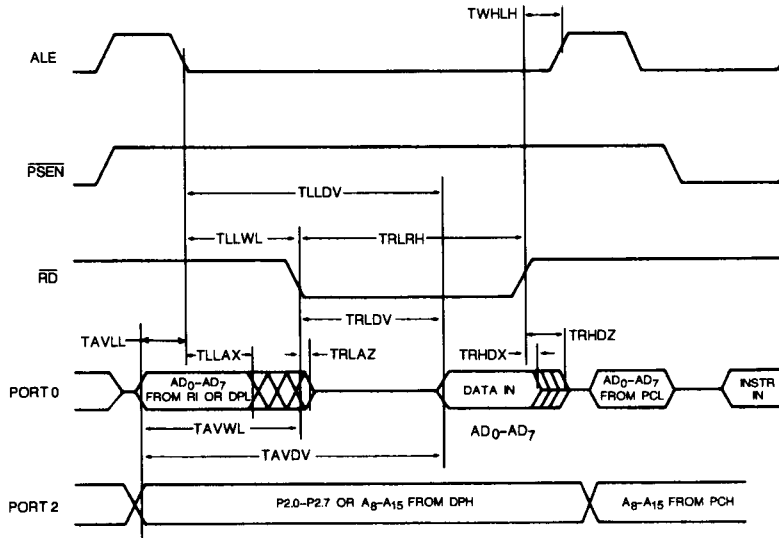 TWHLH
ALE
PSEN
TLLDV
TLLWL
TRLRH
RD
TRLDV
TAVLL
TLLAX
TRLAZ
TRHDX
TRHDZ
PORT 0
AD0–AD7
FROM RI OR DPL
DATA IN
AD0–AD7
FROM PCL
INSTR
IN
TAVWL
AD0–AD7
TAVDV
PORT 2
P2.0–P2.7 OR A8–A15 FROM DPH
A8–A15 FROM PCH